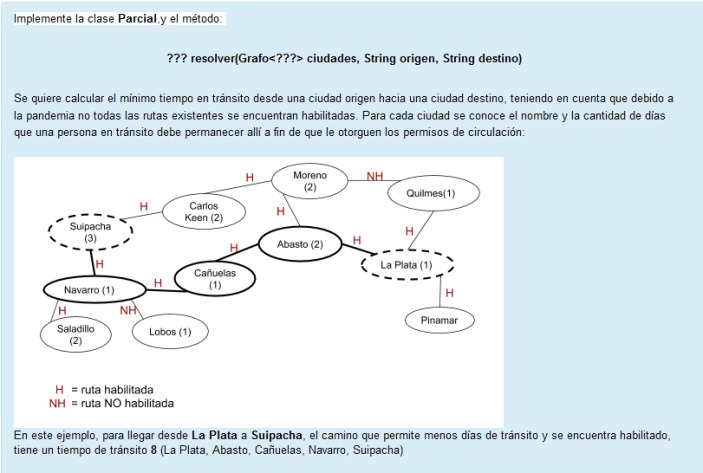 Implemente la clase Parcial,y el método:
??? resolver(Grafo<???> ciudades, String origen, String destino)
Se quiere calcular el mínimo tiempo en tránsito desde una ciudad origen hacia una ciudad destino, teniendo en cuenta que debido a
la pandemia no todas las rutas existentes se encuentran habilitadas. Para cada ciudad se conoce el nombre y la cantidad de días
que una persona en tránsito debe permanecer allí a fin de que le otorguen los permisos de circulación:
Moreno
(2)
H
NH
Quilmes(1)
Carlos
Keen (2)
H
H
Suipacha
(3)
H
Abasto (2)
H
H
La Plata (1)
H
Cañuelas
(1)
H
Navarro (1)
H
H
NH
Saladillo
(2)
Lobos (1)
Pinamar
H = ruta habilitada
NH = ruta NO habilitada
En este ejemplo, para llegar desde La Plata a Suipacha, el camino que permite menos días de tránsito y se encuentra habilitado,
tiene un tiempo de tránsito 8 (La Plata, Abasto, Cañuelas, Navarro, Suipacha)